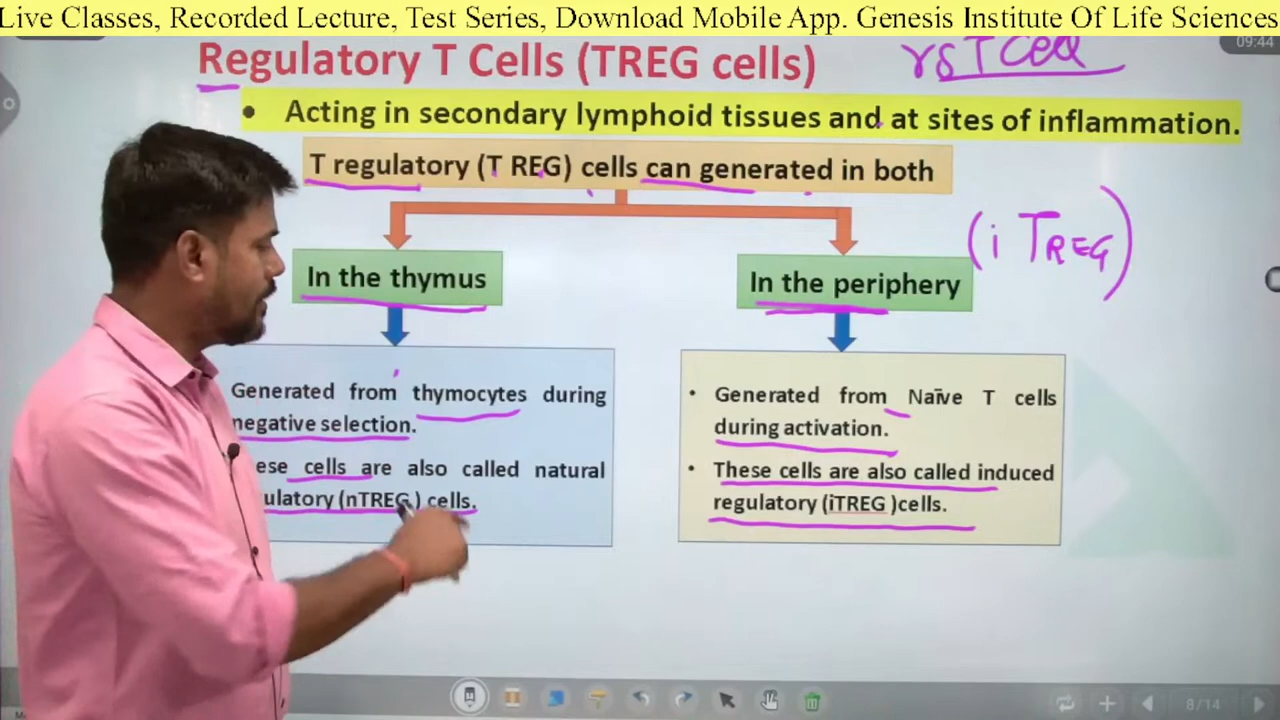 Live Classes, Recorded Lecture, Test Series, Download Mobile App. Genesis Institute Of Life Sciences
09:44
Regulatory T Cells (TREG cells)
T Cell
• Acting in secondary lymphoid tissues and at sites of inflammation.
T regulatory (T REG) cells can generated in both
(i TREG)
In the thymus
In the periphery
Generated from thymocytes during
negative selection.
ese cells are also called natural
ulatory (nTREG ) cells.
• Generated from Naīve T cells
during activation.
• These cells are also called induced
regulatory (iTREG )cells.
8/14